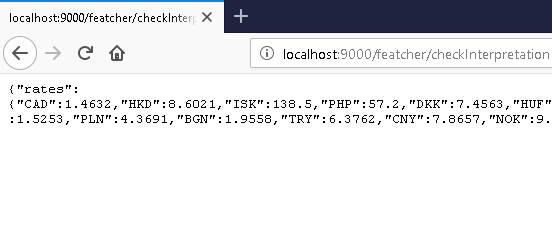 localhost:9000/featcher/checkInterpr
localhost:9000/featcher/checkInterpretation
{"rates":
{"CAD":1.4632,"HKD":8.6021,"ISK":138.5,"PHP":57.2,"DKK":7.4563,"HUF"
:1.5253,"PLN":4.3691,"BGN":1.9558,"TRY":6.3762,"CNY":7.8657,"NOK":9.